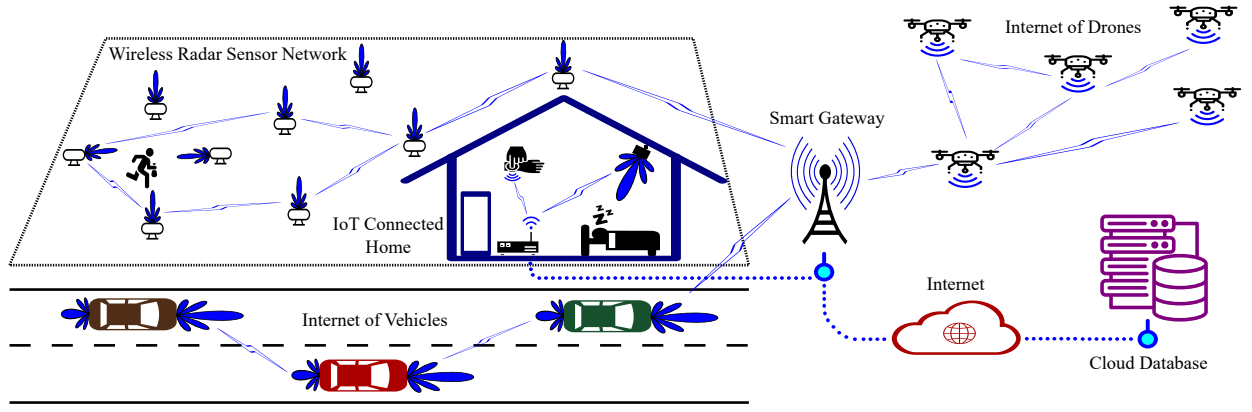 Wireless Radar Sensor Network
Internet of Drones
Smart Gateway
IoT Connected
Home
Internet of Vehicles
Internet
Cloud Database